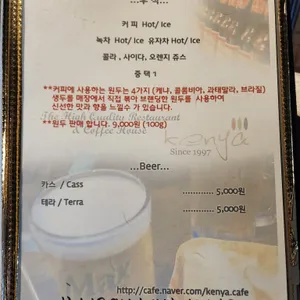 커 피  Hot/ Ice
녹차  Hot/ Ice  유자차 Hot/ Ice
콜라 , 사이다, 오렌지 쥬스
중 택 1
**커피에 사용하는 원두는 4가지 (케냐, 콜롬비아, 과테말라, 브라질)
생두를 매장에서 직접 볶아 브랜딩한 원두를  사용하여
신선한 맛과 향을 느낄수 가 있습니다.
The High Quality Restaurant
& Coffee House
**원두 판매 합니다. 9,000원 (100g)
kenya
Since 1997
...Beer...
카스  / Cass ............ 5,000원
테라 / Terra ............ 5,000원
Max
http://cafe.naver.com/kenya.cafe